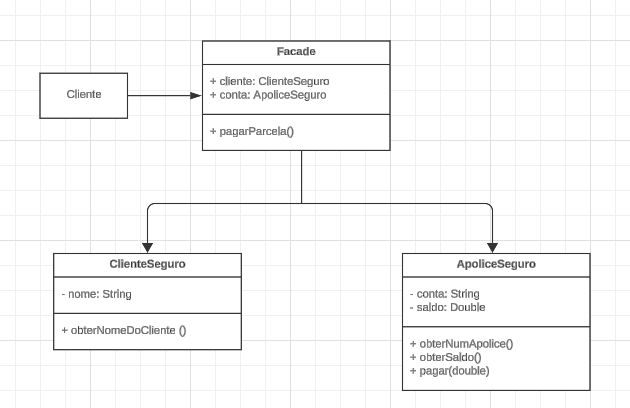 Facade
+ cliente: ClienteSeguro
+ conta: ApoliceSeguro
+ pagarParcela()
Cliente
ClienteSeguro
- nome: String
+ obterNomeDoCliente ()
ApoliceSeguro
- conta: String
- saldo: Double
+ obterNumApolice()
+ obterSaldo()
+ pagar(double)